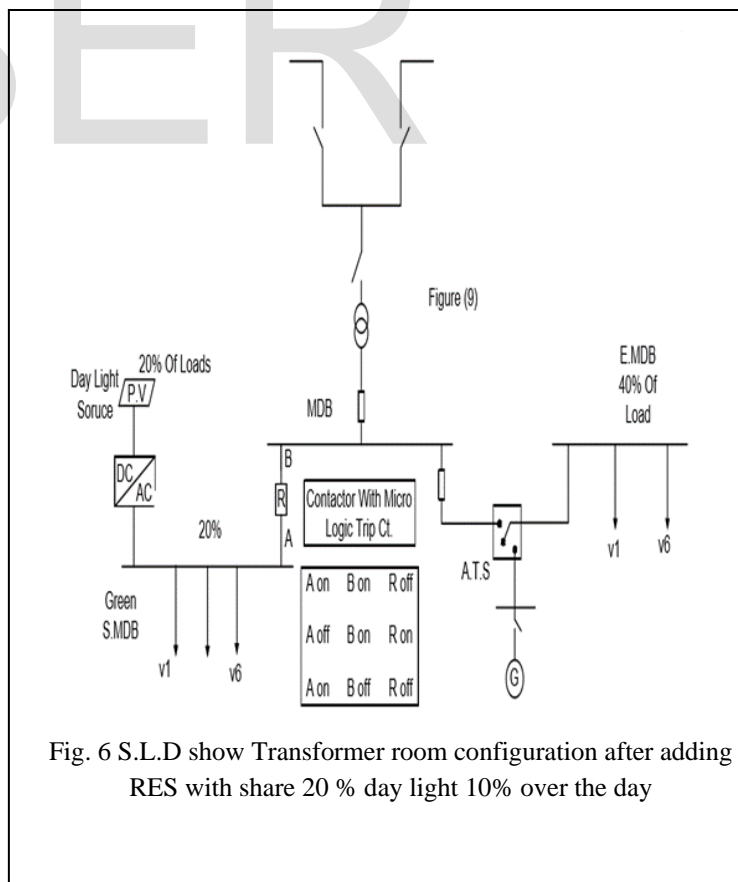 SER
Figure (9)
20% Of Loads
Day Light
Soruce
P.V
DC
AC
20%
Green
S.MDB
v1
v6
MDB
B
R
A
Contactor With Micro
Logic Trip Ct.
A on B on R off
A off B on R on
A on B off R off
E.MDB
40% Of
Load
v1
v6
A.T.S
G
Fig. 6 S.L.D show Transformer room configuration after adding
RES with share 20 % day light 10% over the day